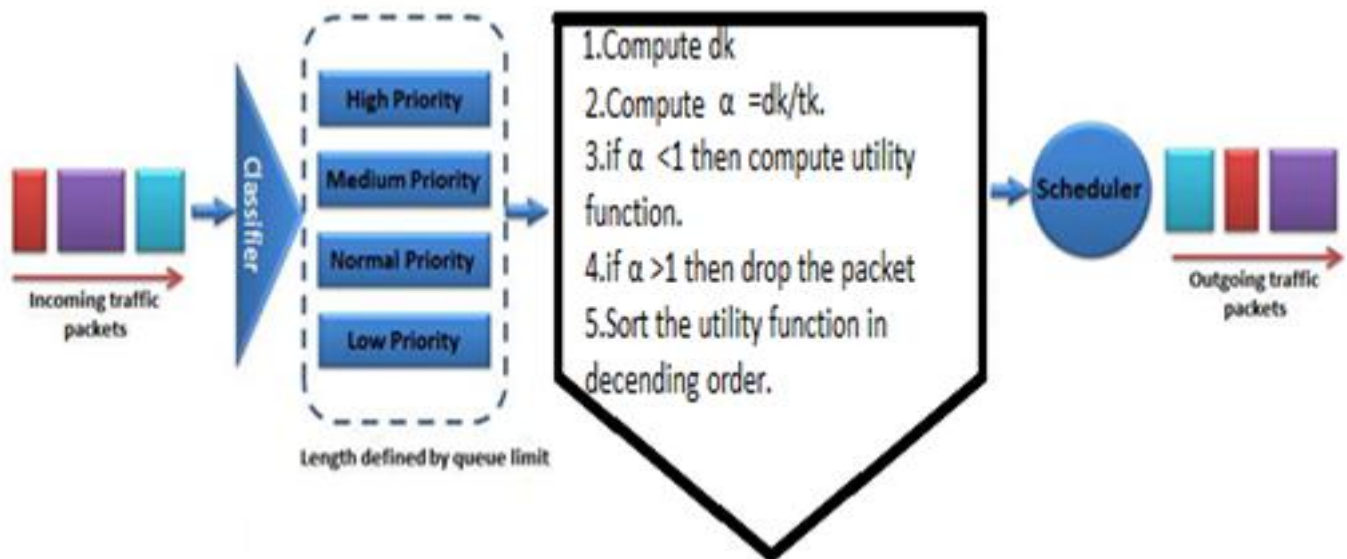 Incoming traffic
packets
Classifier
High Priority
Medium Priority
Normal Priority
Low Priority
Length defined by queue limit
1.Compute dk
2.Compute α =dk/tk.
3.if α <1 then compute utility
function.
4.if α >1 then drop the packet
5.Sort the utility function in
decending order.
Scheduler
Outgoing traffic
packets